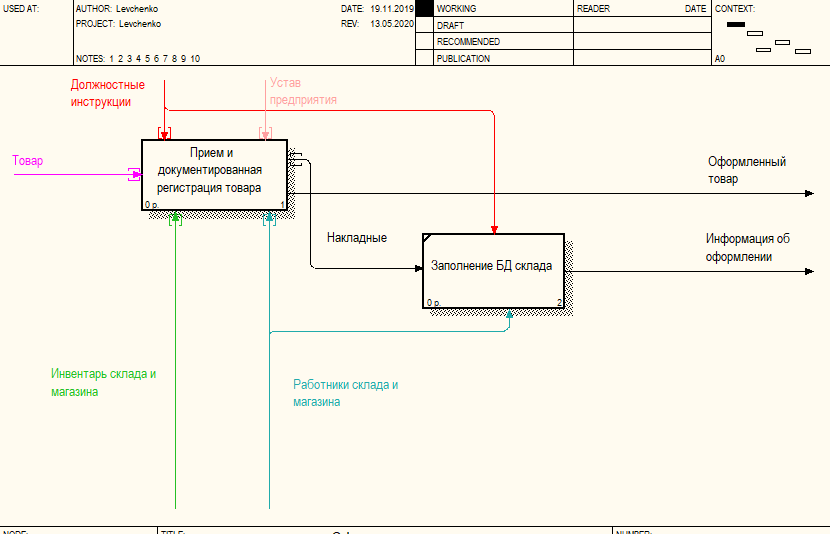 USED AT:
AUTHOR: Levchenko
DATE: 19.11.2019
WORKING
READER
DATE
CONTEXT:
PROJECT: Levchenko
REV: 13.05.2020
DRAFT
RECOMMENDED
NOTES: 1 2 3 4 5 6 7 8 9 10
PUBLICATION
A0
Должностные
инструкции
Устав
предприятия
Товар
Прием и
документированная
регистрация товара
0 р.
1
Оформленный
товар
Накладные
Заполнение БД склада
0 р.
2
Информация об
оформлении
Инвентарь склада и
магазина
Работники склада и
магазина
NODE:
TITLE:
NUMBER: